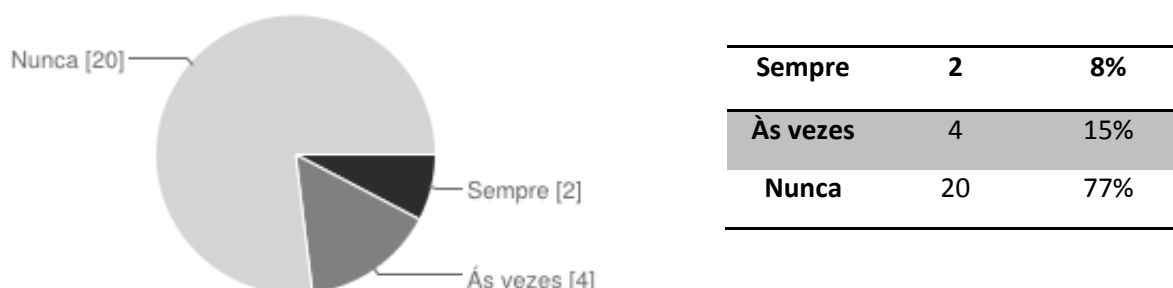 Nunca [20]
Sempre [2]
Ás vezes [4]
Sempre 2 8%
Às vezes 4 15%
Nunca 20 77%